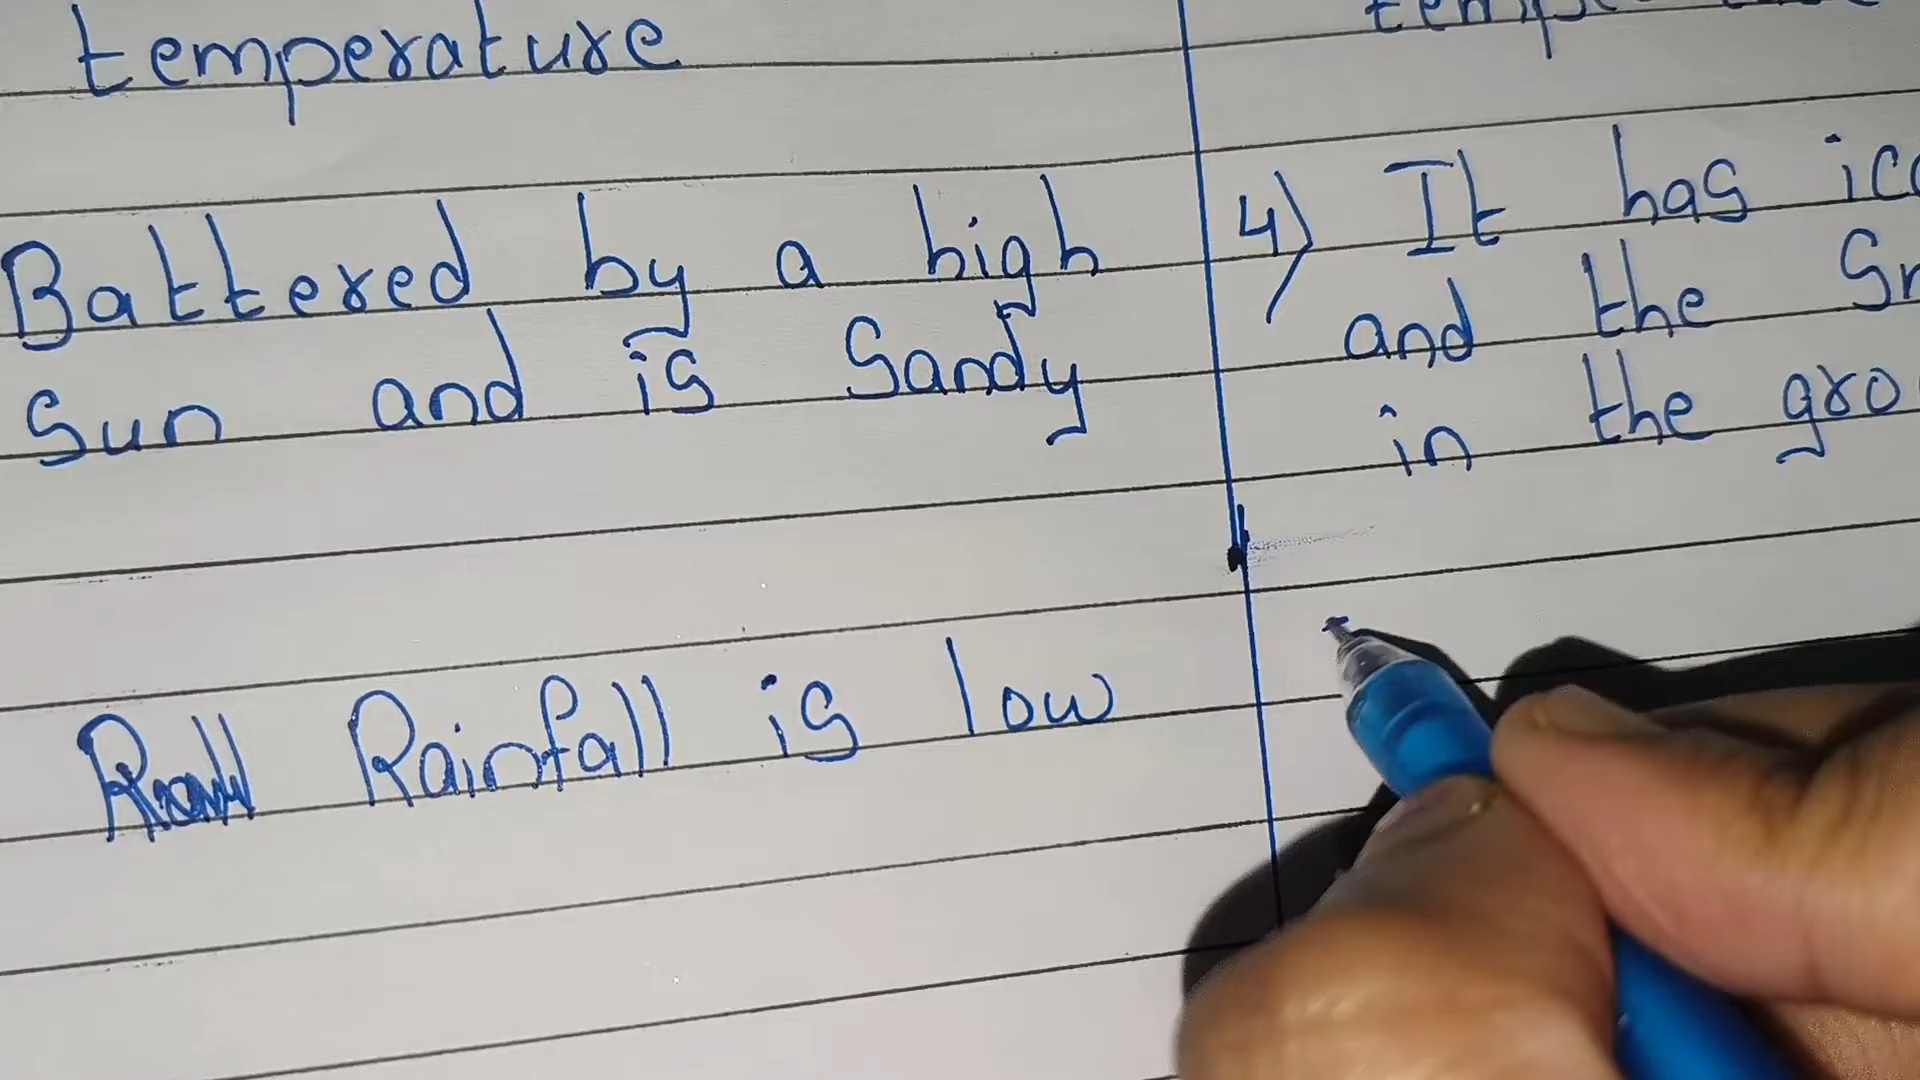 temperature
Battered by a high
Sun and is Sandy
Rainfall is low
4) It has
and the
in the